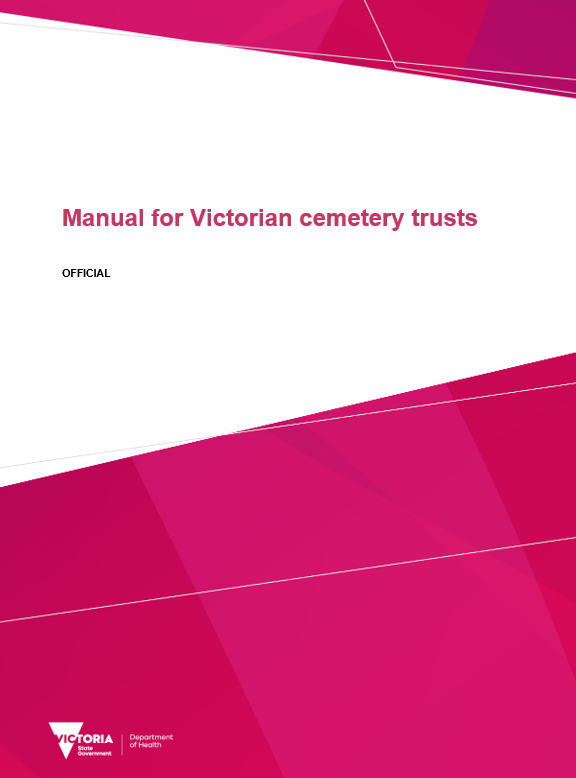 Manual for Victorian cemetery trusts
OFFICIAL
VICTORIA
State
Government
Department
of Health